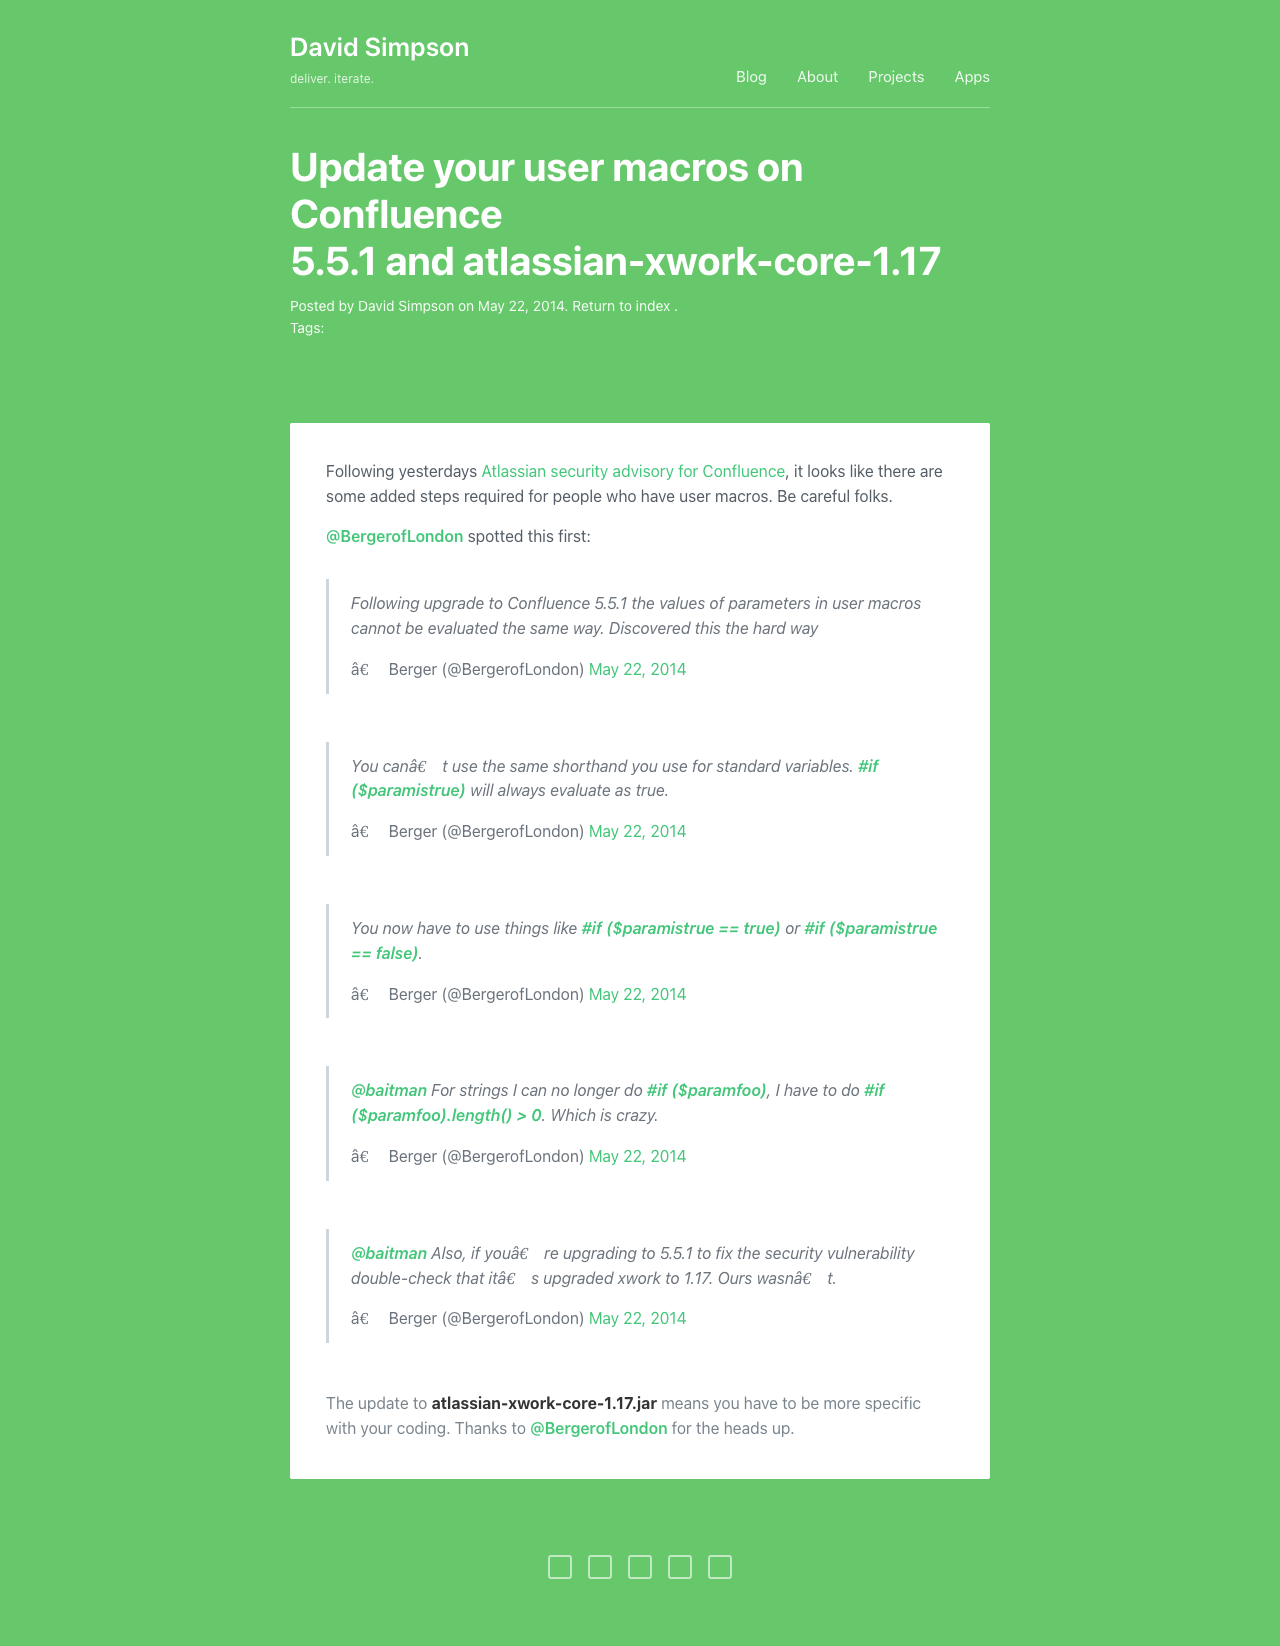 David Simpson
deliver. iterate.
Blog About Projects Apps
Update your user macros on
Confluence
5.5.1 and atlassian-xwork-core-1.17
Posted by David Simpson on May 22, 2014. Return to index .
Tags:
Following yesterdays Atlassian security advisory for Confluence, it looks like there are
some added steps required for people who have user macros. Be careful folks.
@BergerofLondon spotted this first:
Following upgrade to Confluence 5.5.1 the values of parameters in user macros
cannot be evaluated the same way. Discovered this the hard way
â€ Berger (@BergerofLondon) May 22, 2014
You canâ€ t use the same shorthand you use for standard variables. #if
($paramistrue) will always evaluate as true.
â€ Berger (@BergerofLondon) May 22, 2014
You now have to use things like #if ($paramistrue == true) or #if ($paramistrue
== false).
â€ Berger (@BergerofLondon) May 22, 2014
@baitman For strings I can no longer do #if ($paramfoo), I have to do #if
($paramfoo).length() > 0. Which is crazy.
â€ Berger (@BergerofLondon) May 22, 2014
@baitman Also, if youâ€ re upgrading to 5.5.1 to fix the security vulnerability
double-check that itâ€ s upgraded xwork to 1.17. Ours wasnâ€ t.
â€ Berger (@BergerofLondon) May 22, 2014
The update to atlassian-xwork-core-1.17.jar means you have to be more specific
with your coding. Thanks to @BergerofLondon for the heads up.